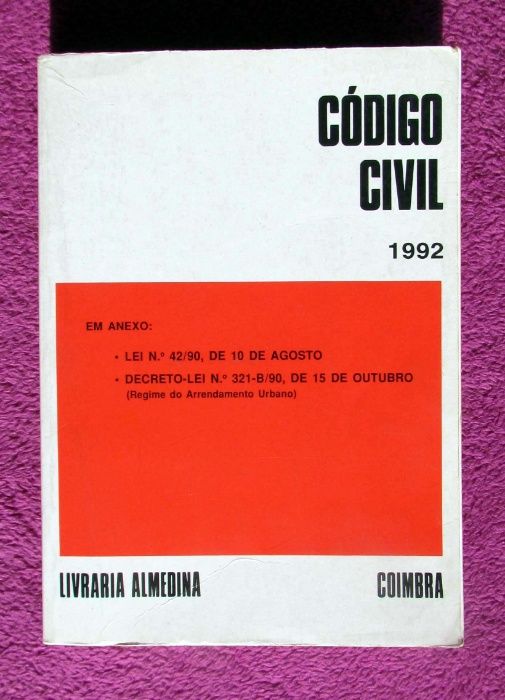 CÓDIGO
CIVIL
1992
EM ANEXO:
• LEI N.º 42/90, DE 10 DE AGOSTO
• DECRETO-LEI N.º 321-B/90, DE 15 DE OUTUBRO
(Regime do Arrendamento Urbano)
LIVRARIA ALMEDINA COIMBRA